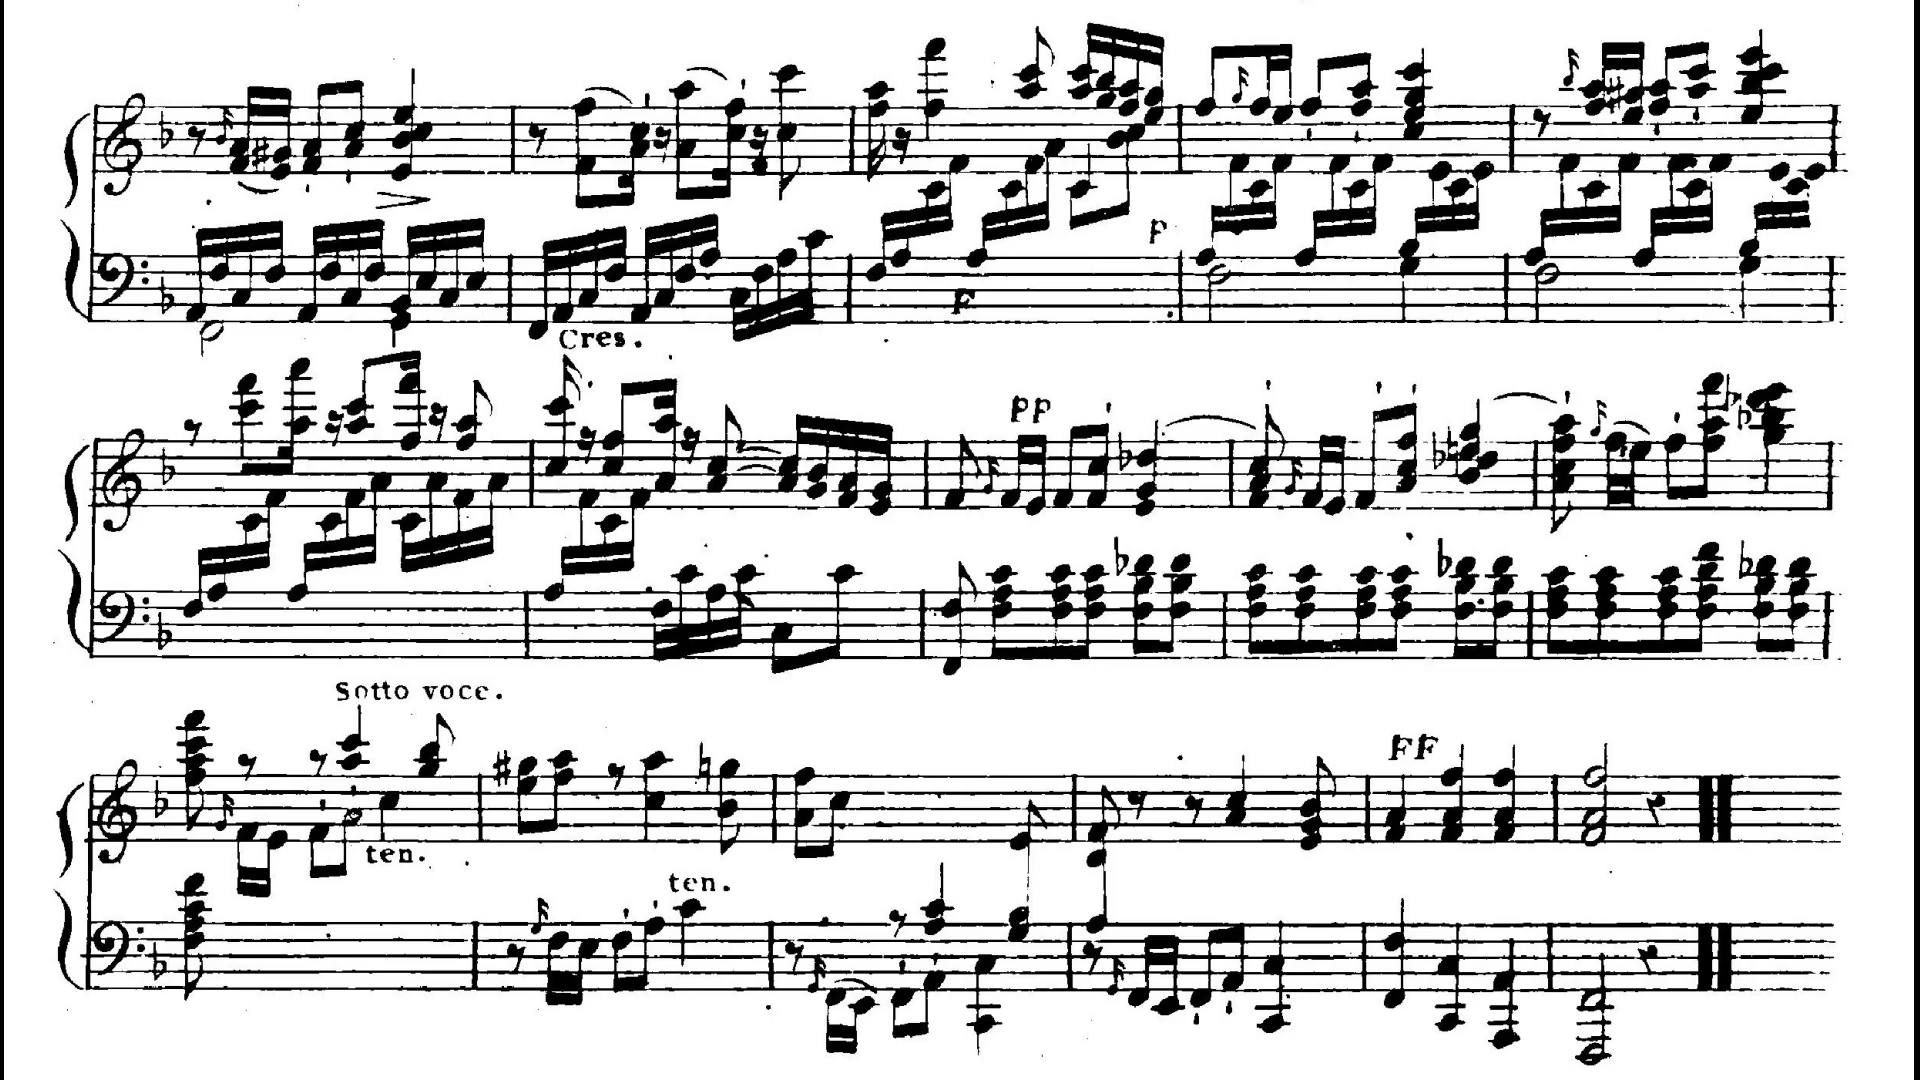 p
F
Cres.
pp
Sotto voce.
ten.
ten.
FF